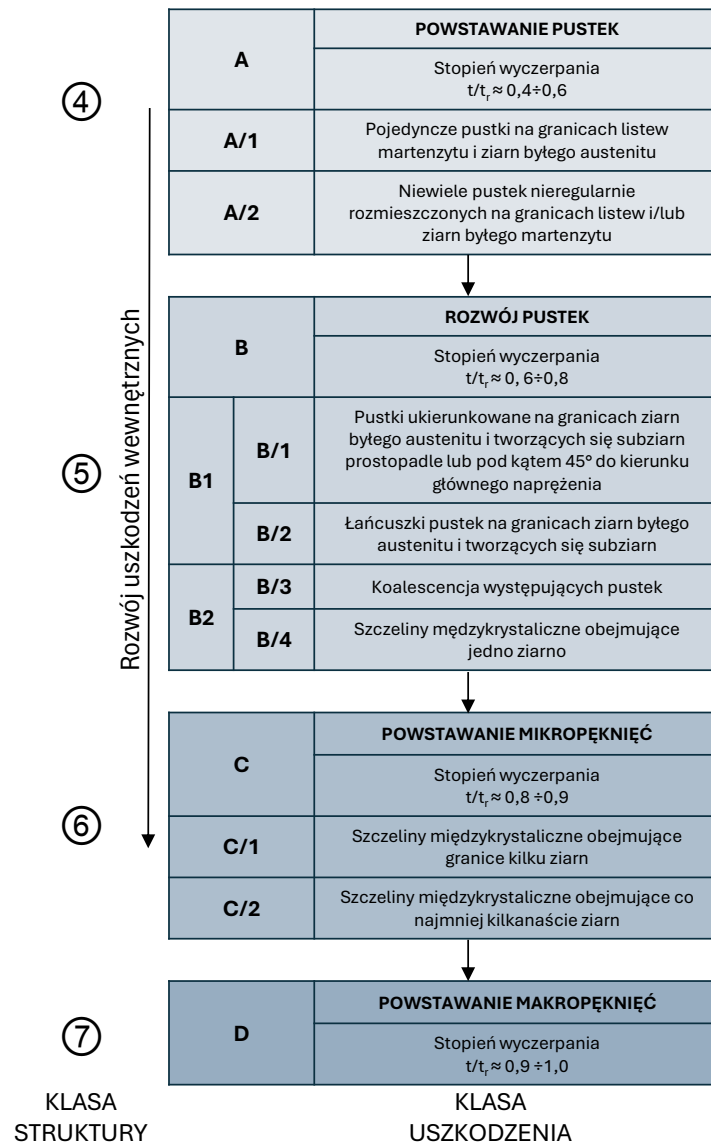 ④
A
POWSTAWANIE PUSTEK
Stopień wyczerpania
t/tᵣ ≈ 0,4÷0,6
A/1
Pojedyncze pustki na granicach listew
martenzytu i ziarn byłego austenitu
A/2
Niewiele pustek nieregularnie
rozmieszczonych na granicach listew i/lub
ziarn byłego martenzytu
Rozwój uszkodzeń wewnętrznych
⑤
B
ROZWÓJ PUSTEK
Stopień wyczerpania
t/tᵣ ≈ 0, 6÷0,8
B1
B/1
Pustki ukierunkowane na granicach ziarn
byłego austenitu i tworzących się subziarn
prostopadle lub pod kątem 45° do kierunku
głównego naprężenia
B/2
Łańcuszki pustek na granicach ziarn byłego
austenitu i tworzących się subziarn
B2
B/3
Koalescencja występujących pustek
B/4
Szczeliny mędzykrystaliczne obejmujące
jedno ziarno
⑥
C
POWSTAWANIE MIKROPĘKNIĘĆ
Stopień wyczerpania
t/tᵣ ≈ 0,8 ÷0,9
C/1
Szczeliny międzykrystaliczne obejmujące
granice kilku ziarn
C/2
Szczeliny międzykrystaliczne obejmujące co
najmniej kilkanaście ziarn
⑦
D
POWSTAWANIE MAKROPĘKNIĘĆ
Stopień wyczerpania
t/tᵣ ≈ 0,9 ÷1,0
KLASA
STRUKTURY
KLASA
USZKODZENIA